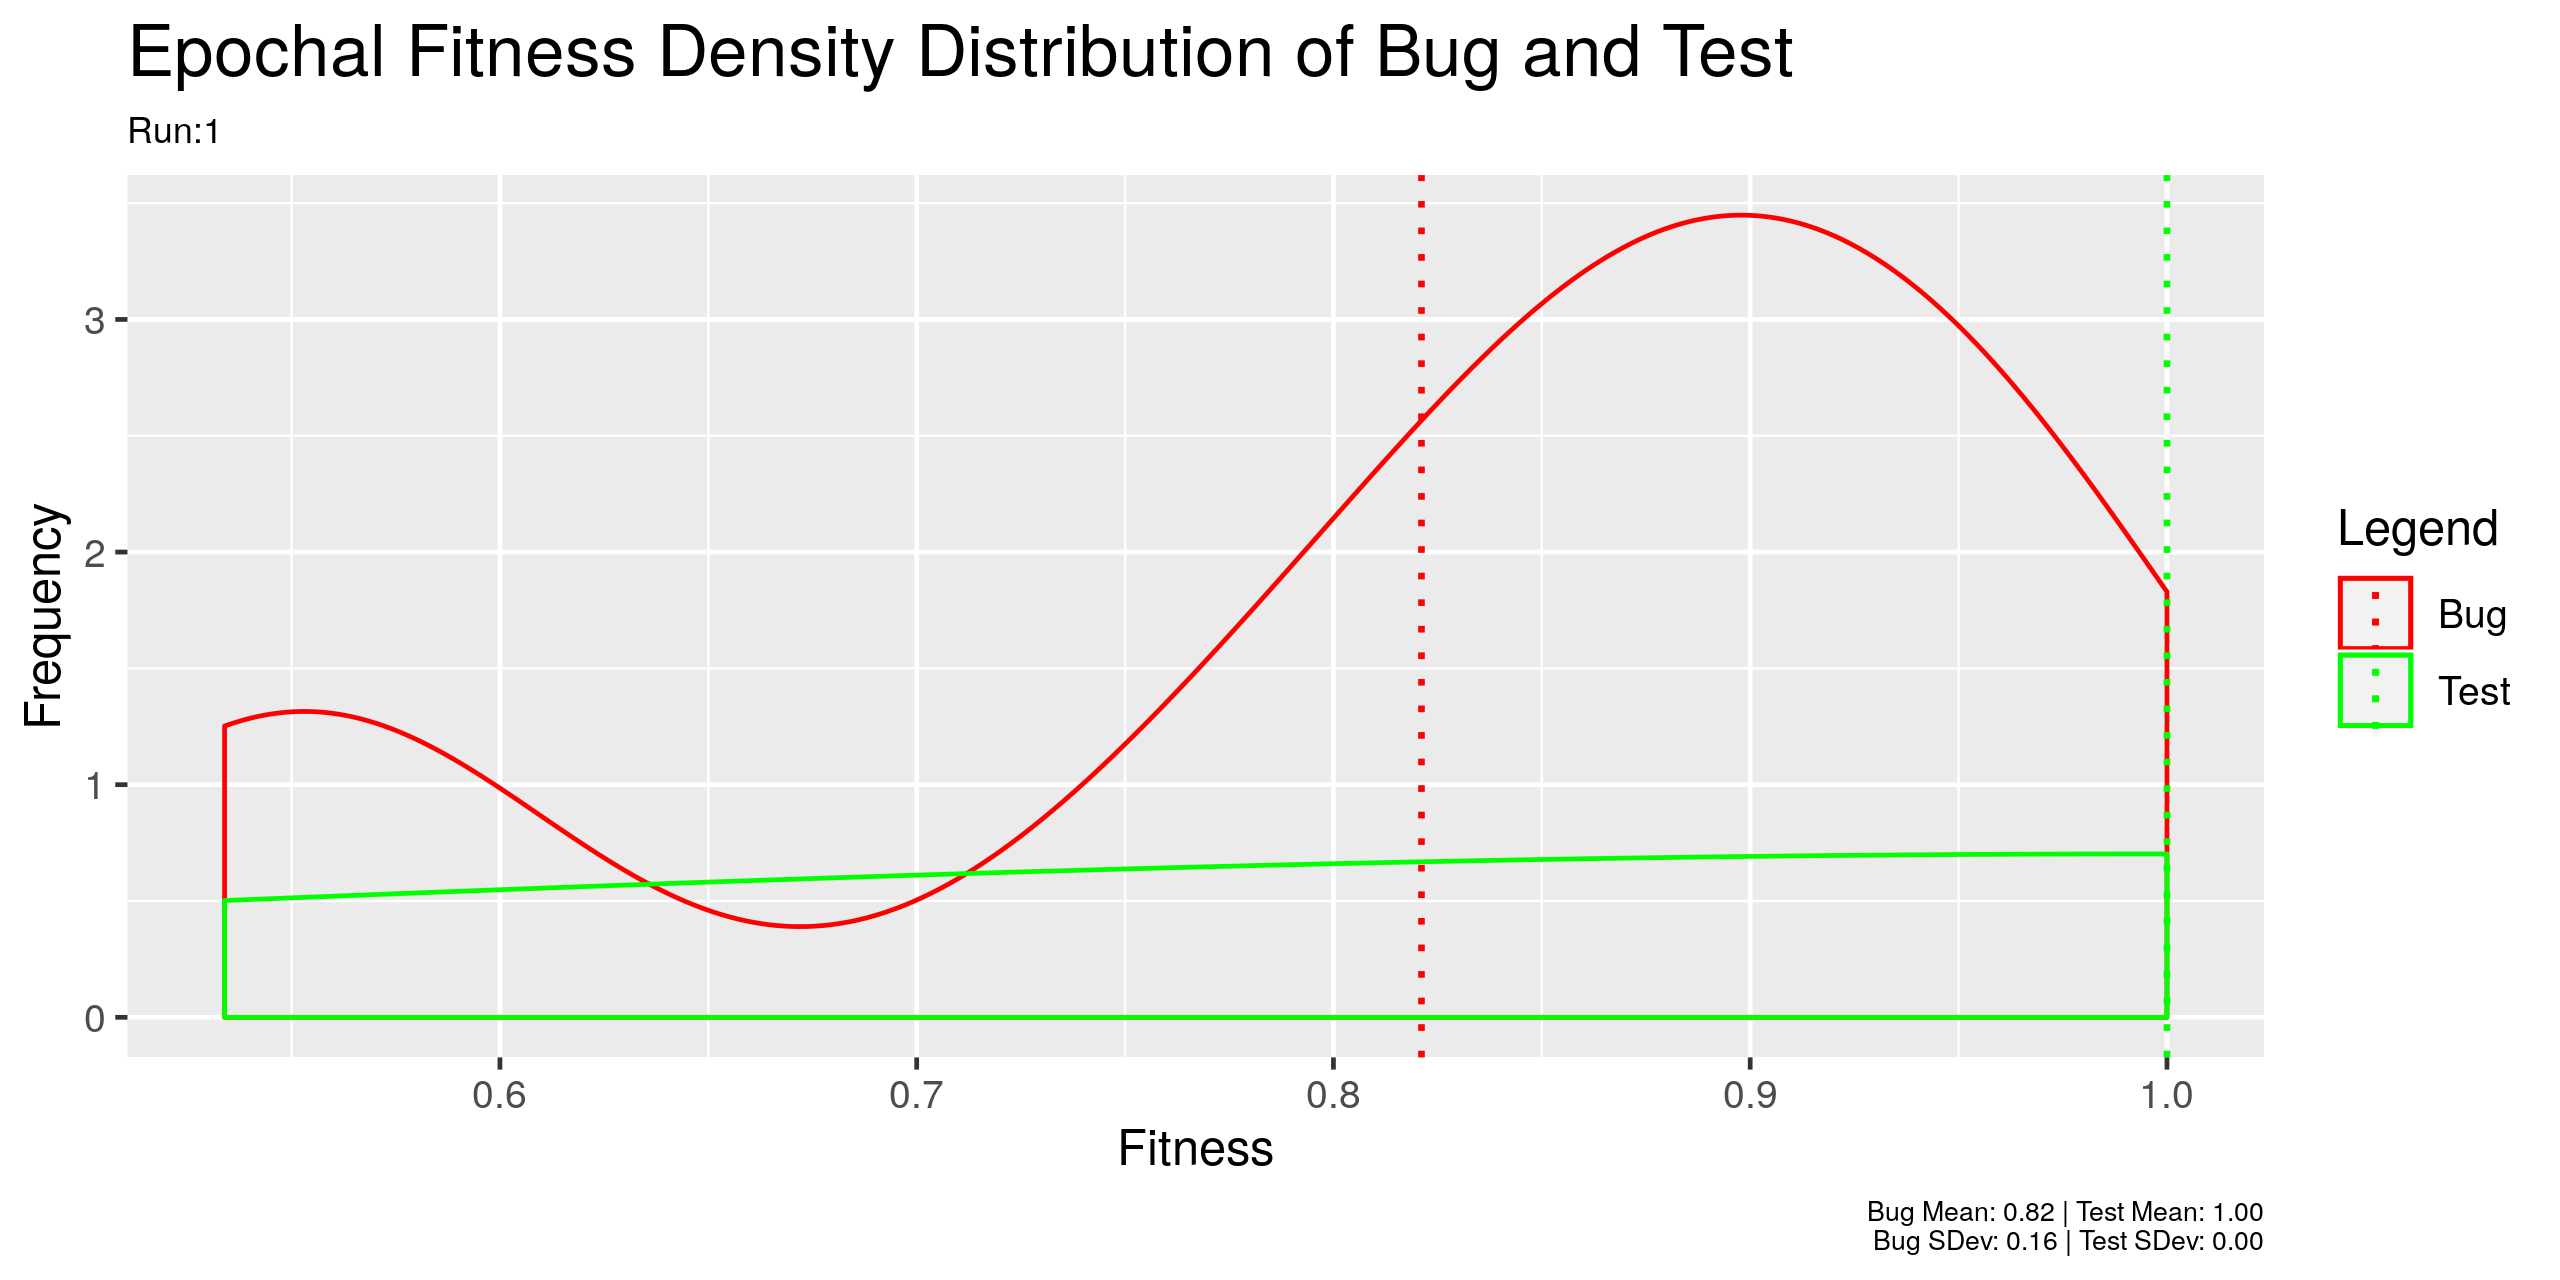 Epochal Fitness Density Distribution of Bug and Test
Run:1
Frequency
3
2
1
0
0.6 0.7 0.8 0.9 1.0
Fitness
Legend
Bug
Test
Bug Mean: 0.82 | Test Mean: 1.00
Bug SDev: 0.16 | Test SDev: 0.00